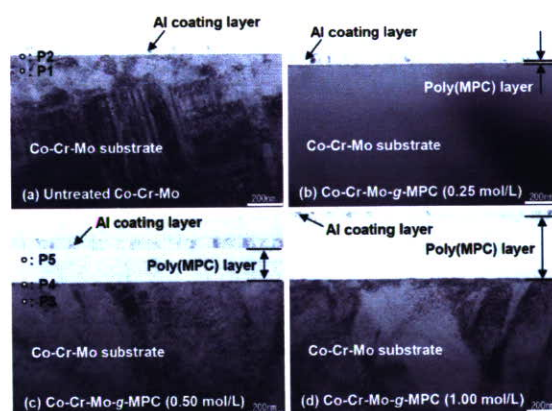 Al coating layer
P2
P1
Co-Cr-Mo substrate
(a) Untreated Co-Cr-Mo
200nm
Al coating layer
Poly(MPC) layer
Co-Cr-Mo substrate
(b) Co-Cr-Mo-g-MPC (0.25 mol/L)
200nm
Al coating layer
P5
Poly(MPC) layer
P4
P3
Co-Cr-Mo substrate
(c) Co-Cr-Mo-g-MPC (0.50 mol/L)
200nm
Al coating layer
Poly(MPC) layer
Co-Cr-Mo substrate
(d) Co-Cr-Mo-g-MPC (1.00 mol/L)
200nm